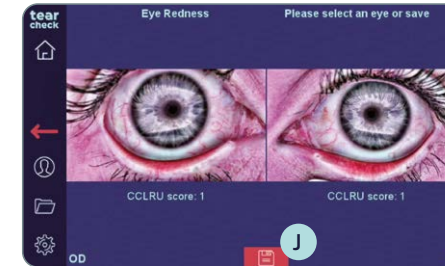 tear
check
Eye Redness
Please select an eye or save
CCLRU score: 1
CCLRU score: 1
J
OD